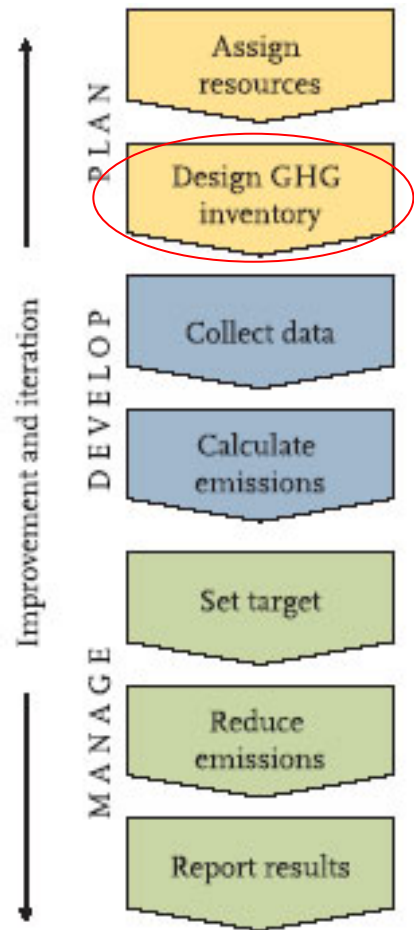 Improvement and iteration
PLAN
Assign
resources
Design GHG
inventory
DEVELOP
Collect data
Calculate
emissions
MANAGE
Set target
Reduce
emissions
Report results